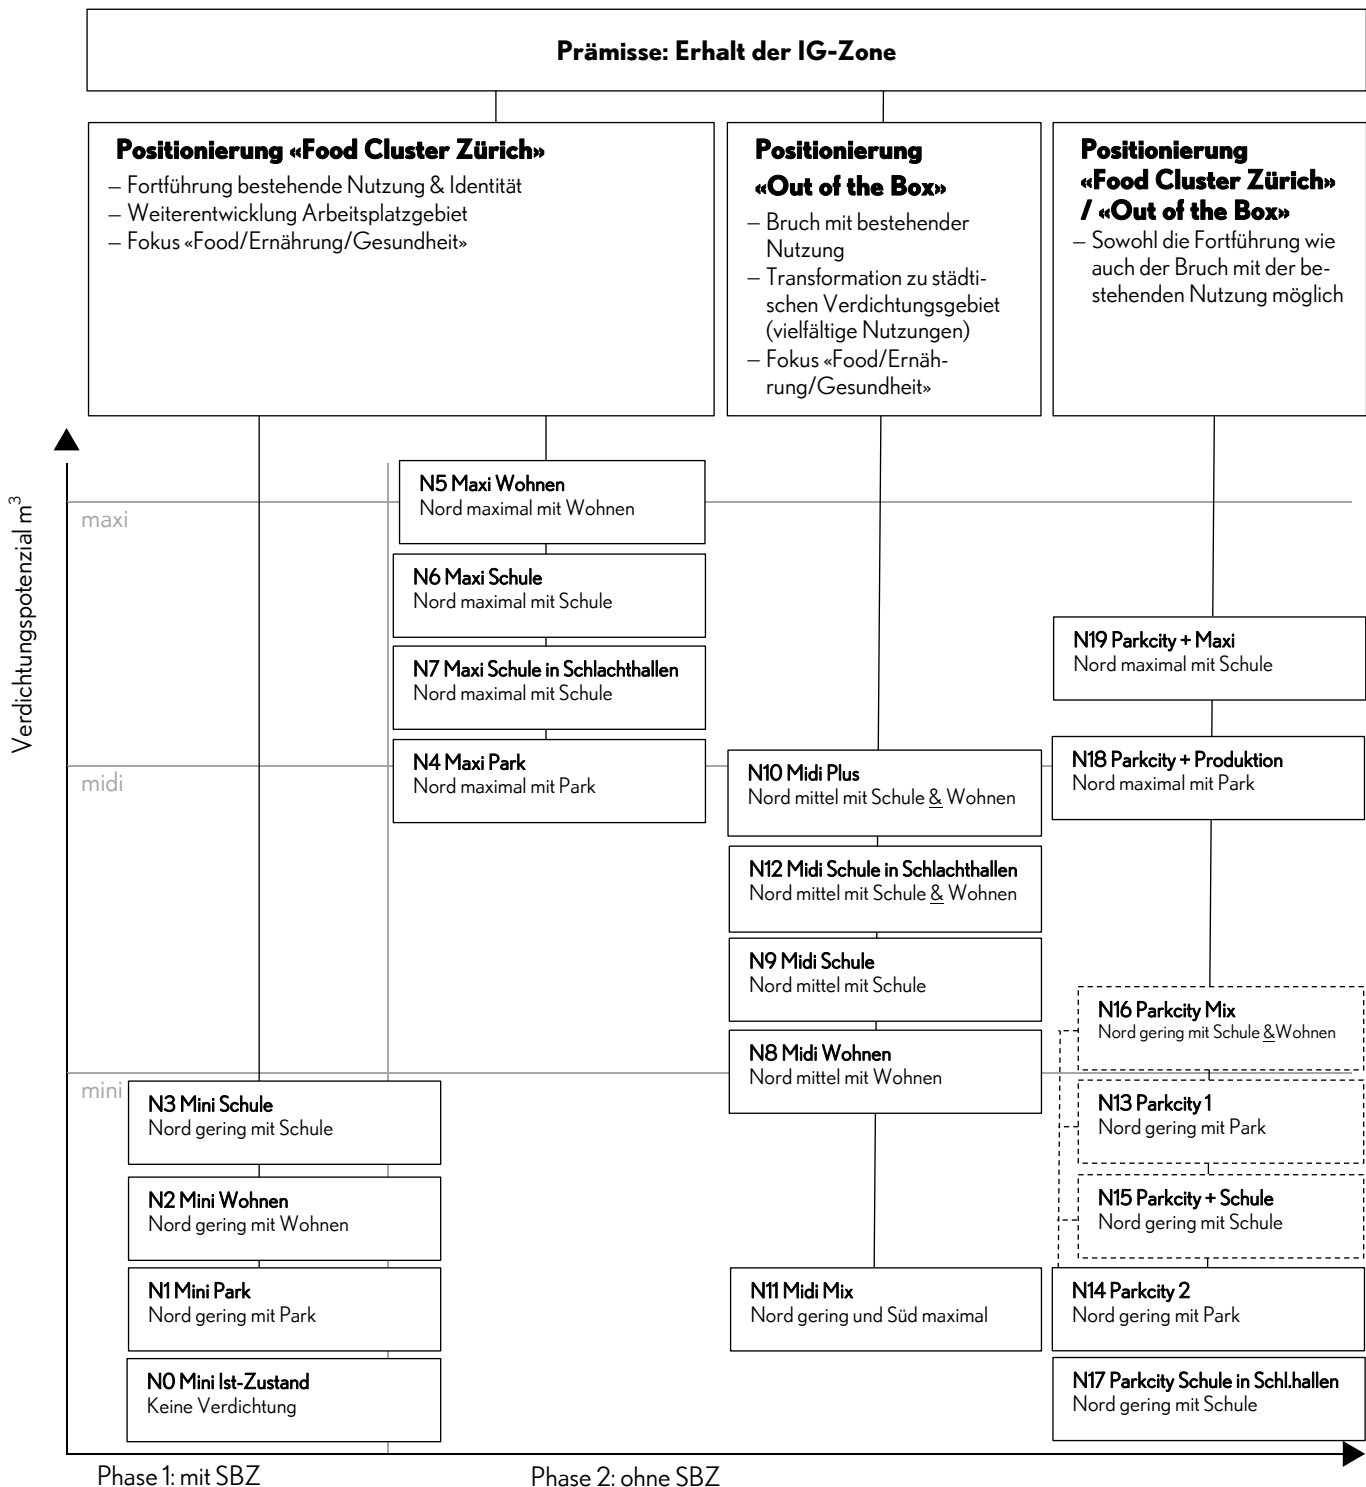 Prämisse: Erhalt der IG-Zone
Positionierung «Food Cluster Zürich»
– Fortführung bestehende Nutzung & Identität
– Weiterentwicklung Arbeitsplatzgebiet
– Fokus «Food/Ernährung/Gesundheit»
Positionierung
«Out of the Box»
– Bruch mit bestehender
Nutzung
– Transformation zu städti-
schen Verdichtungsgebiet
(vielfältige Nutzungen)
– Fokus «Food/Ernäh-
rung/Gesundheit»
Positionierung
«Food Cluster Zürich»
/ «Out of the Box»
– Sowohl die Fortführung wie
auch der Bruch mit der be-
stehenden Nutzung möglich
Verdichtungspotenzial m³
maxi
midi
mini
N5 Maxi Wohnen
Nord maximal mit Wohnen
N6 Maxi Schule
Nord maximal mit Schule
N7 Maxi Schule in Schlachthallen
Nord maximal mit Schule
N4 Maxi Park
Nord maximal mit Park
N3 Mini Schule
Nord gering mit Schule
N2 Mini Wohnen
Nord gering mit Wohnen
N1 Mini Park
Nord gering mit Park
N0 Mini Ist-Zustand
Keine Verdichtung
N10 Midi Plus
Nord mittel mit Schule & Wohnen
N12 Midi Schule in Schlachthallen
Nord mittel mit Schule & Wohnen
N9 Midi Schule
Nord mittel mit Schule
N8 Midi Wohnen
Nord mittel mit Wohnen
N11 Midi Mix
Nord gering und Süd maximal
N19 Parkcity + Maxi
Nord maximal mit Schule
N18 Parkcity + Produktion
Nord maximal mit Park
N16 Parkcity Mix
Nord gering mit Schule &Wohnen
N13 Parkcity 1
Nord gering mit Park
N15 Parkcity + Schule
Nord gering mit Schule
N14 Parkcity 2
Nord gering mit Park
N17 Parkcity Schule in Schl.hallen
Nord gering mit Schule
Phase 1: mit SBZ
Phase 2: ohne SBZ